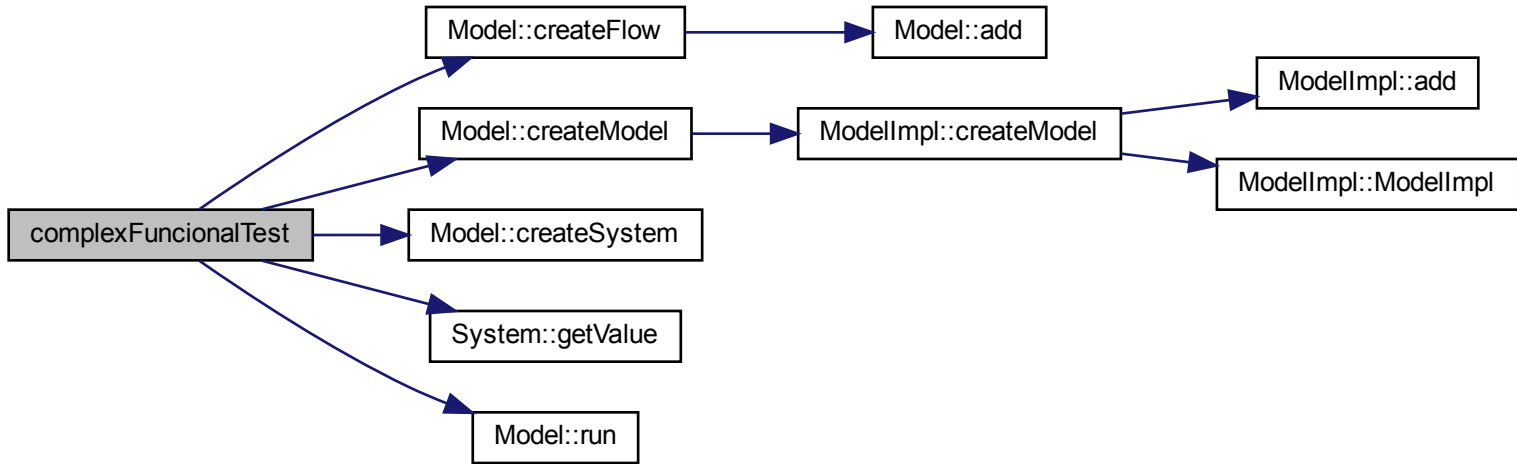 Model::createFlow
Model::add
ModelImpl::add
Model::createModel
ModelImpl::createModel
ModelImpl::ModelImpl
complexFuncionalTest
Model::createSystem
System::getValue
Model::run